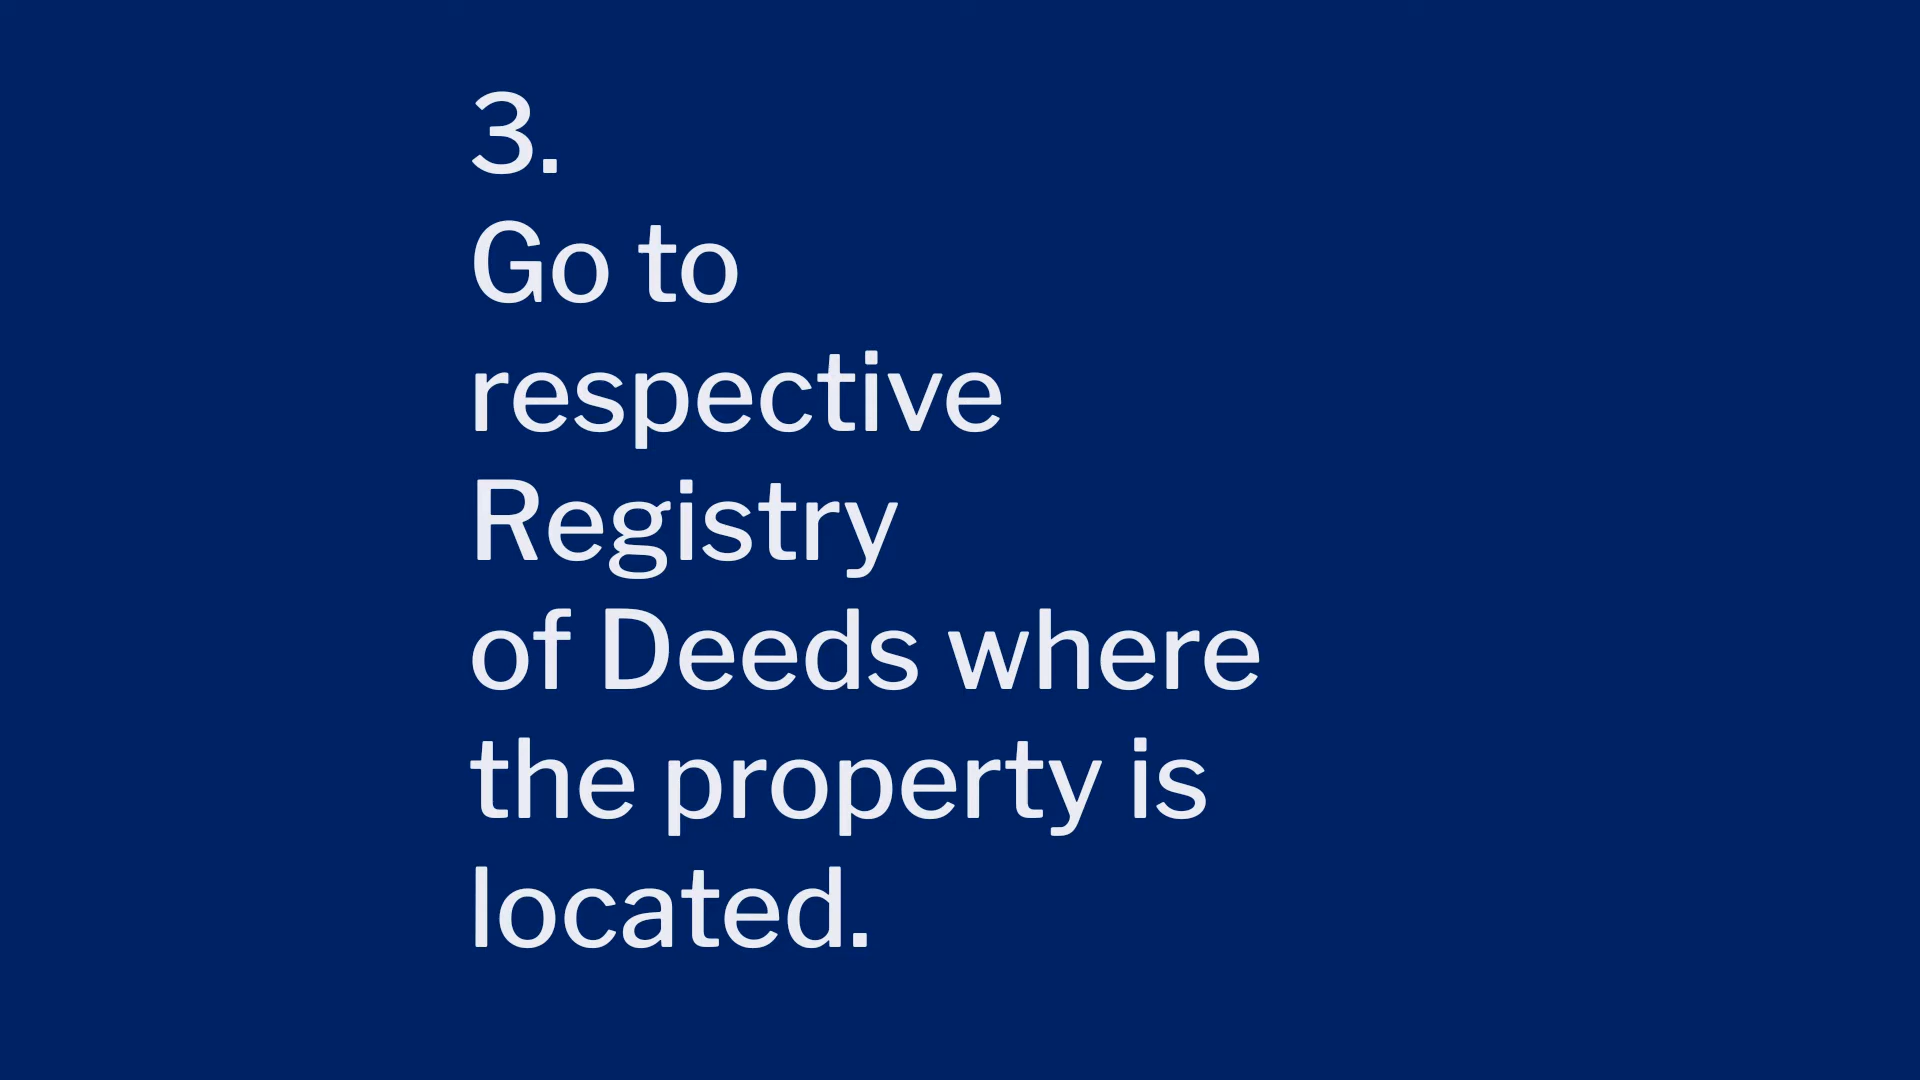 3.
Go to
respective
Registry
of Deeds where
the property is
located.